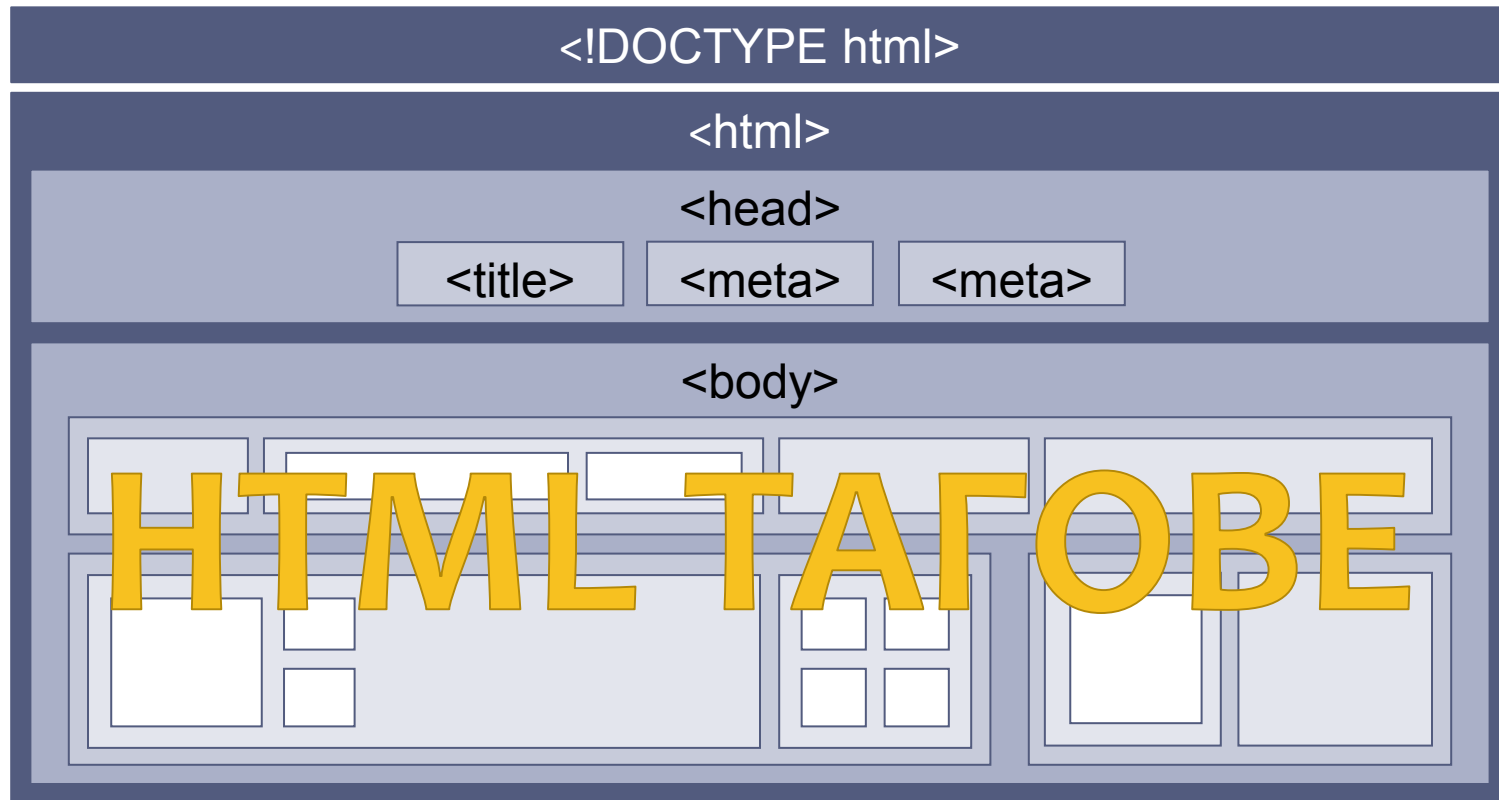 <!DOCTYPE html>
<html>
<head>
<title> <meta> <meta>
<body>
HTML ТАГОВЕ